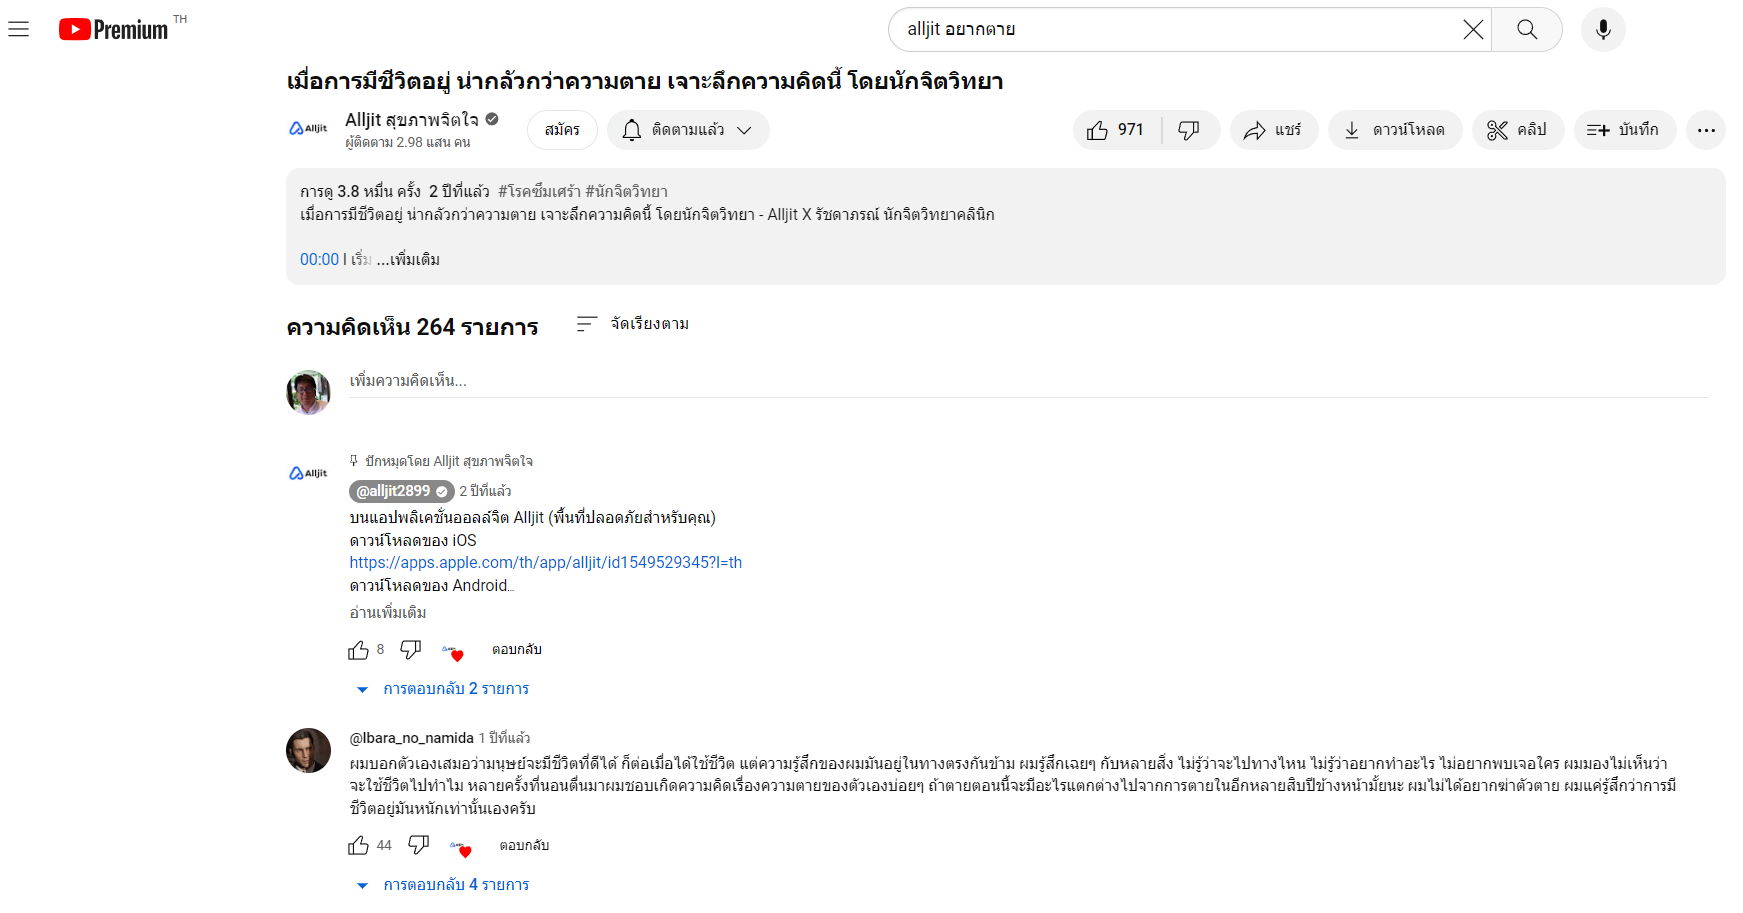 Premium TH
alljit อยากตาย
เมื่อการมีชีวิตอยู่ น่ากลัวกว่าความตาย เจาะลึกความคิดนี้ โดยนักจิตวิทยา
Alljit
Alljit สุขภาพจิตใจ
ผู้ติดตาม 2.98 แสน คน
สมัคร
ติดตามแล้ว
971
แชร์
ดาวน์โหลด
คลิป
บันทึก
การดู 3.8 หมื่น ครั้ง 2 ปีที่แล้ว #โรคซึมเศร้า #นักจิตวิทยา
เมื่อการมีชีวิตอยู่ น่ากลัวกว่าความตาย เจาะลึกความคิดนี้ โดยนักจิตวิทยา - Alljit X รัชดาภรณ์ นักจิตวิทยาคลินิก
00:00 l เริ่ม ...เพิ่มเติม
ความคิดเห็น 264 รายการ
จัดเรียงตาม
เพิ่มความคิดเห็น...
ปักหมุดโดย Alljit สุขภาพจิตใจ
Alljit
@alljit2899 2 ปีที่แล้ว
บนแอปพลิเคชั่นออลล์จิต Alljit (พื้นที่ปลอดภัยสำหรับคุณ)
ดาวน์โหลดของ iOS
https://apps.apple.com/th/app/alljit/id1549529345?l=th
ดาวน์โหลดของ Android...
อ่านเพิ่มเติม
8
ตอบกลับ
การตอบกลับ 2 รายการ
@Ibara_no_namida 1 ปีที่แล้ว
ผมบอกตัวเองเสมอว่ามนุษย์จะมีชีวิตที่ดีได้ ก็ต่อเมื่อได้ใช้ชีวิต แต่ความรู้สึกของผมมันอยู่ในทางตรงกันข้าม ผมรู้สึกเฉยๆ กับหลายสิ่ง ไม่รู้ว่าจะไปทางไหน ไม่รู้ว่าอยากทำอะไร ไม่อยากพบเจอใคร ผมมองไม่เห็นว่า
จะใช้ชีวิตไปทำไม หลายครั้งที่นอนตื่นมาผมชอบเกิดความคิดเรื่องความตายของตัวเองบ่อยๆ ถ้าตายตอนนี้จะมีอะไรแตกต่างไปจากการตายในอีกหลายสิบปีข้างหน้ามั้ยนะ ผมไม่ได้อยากฆ่าตัวตาย ผมแค่รู้สึกว่าการมี
ชีวิตอยู่มันหนักเท่านั้นเองครับ
44
ตอบกลับ
การตอบกลับ 4 รายการ